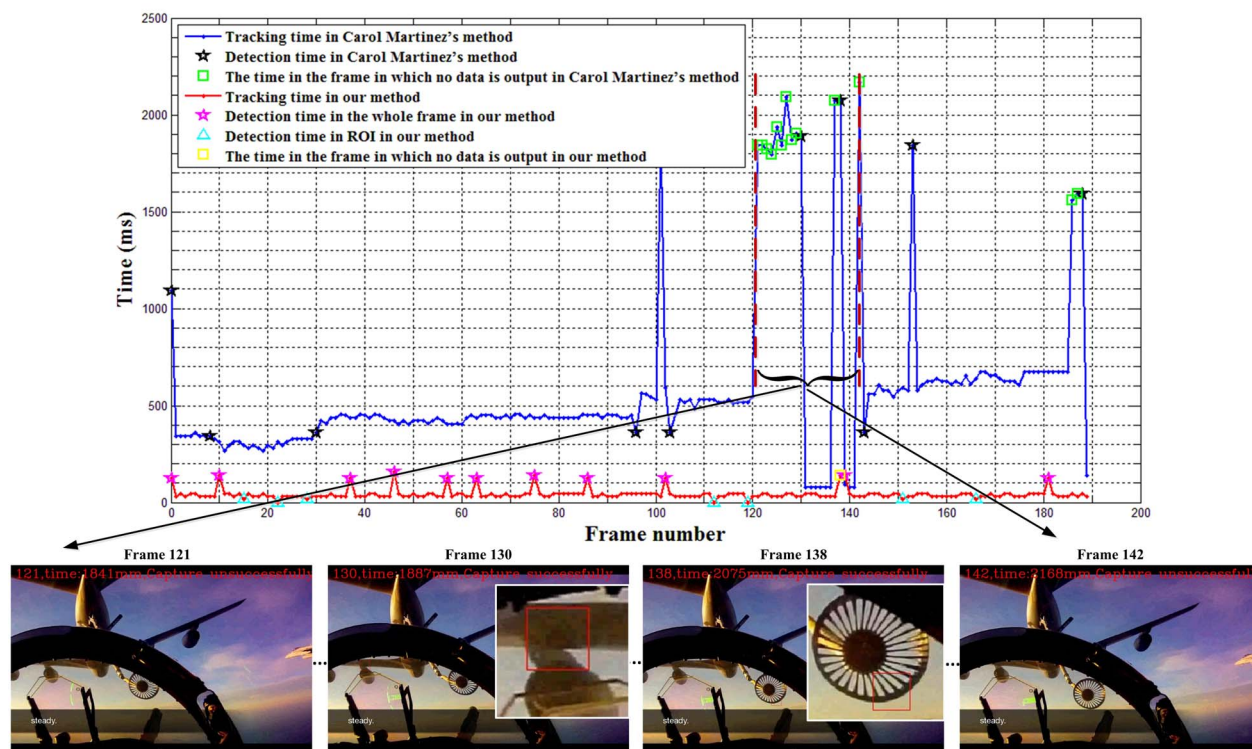 2500
2000
1500
1000
500
0
Time (ms)
Tracking time in Carol Martinez's method
Detection time in Carol Martinez's method
The time in the frame in which no data is output in Carol Martinez's method
Tracking time in our method
Detection time in the whole frame in our method
Detection time in ROI in our method
The time in the frame in which no data is output in our method
0 20 40 60 80 100 120 140 160 180 200
Frame number
Frame 121 Frame 130 Frame 138 Frame 142
121,time:1841mm,Capture unsuccessfully
130,time:1887mm,Capture successfully
138,time:2075mm,Capture successfully
142,time:2168mm,Capture unsuccessfully
... ... ...
steady. steady. steady. steady.